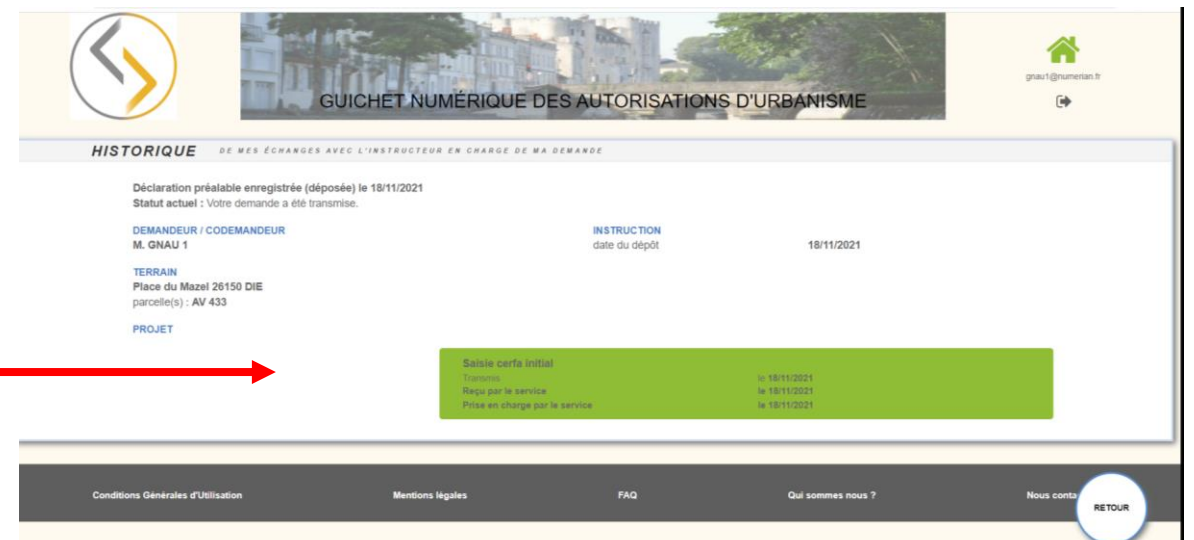 gnau1@numerian.fr
GUICHET NUMÉRIQUE DES AUTORISATIONS D'URBANISME
HISTORIQUE DE MES ÉCHANGES AVEC L'INSTRUCTEUR EN CHARGE DE MA DEMANDE
Déclaration préalable enregistrée (déposée) le 18/11/2021
Statut actuel : Votre demande a été transmise.
DEMANDEUR / CODEMANDEUR
M. GNAU 1
INSTRUCTION
date du dépôt 18/11/2021
TERRAIN
Place du Mazel 26150 DIE
parcelle(s) : AV 433
PROJET
Saisie cerfa initial
Transmis le 18/11/2021
Reçu par le service le 18/11/2021
Prise en charge par le service le 18/11/2021
Conditions Générales d'Utilisation Mentions légales FAQ Qui sommes nous ? Nous conta
RETOUR